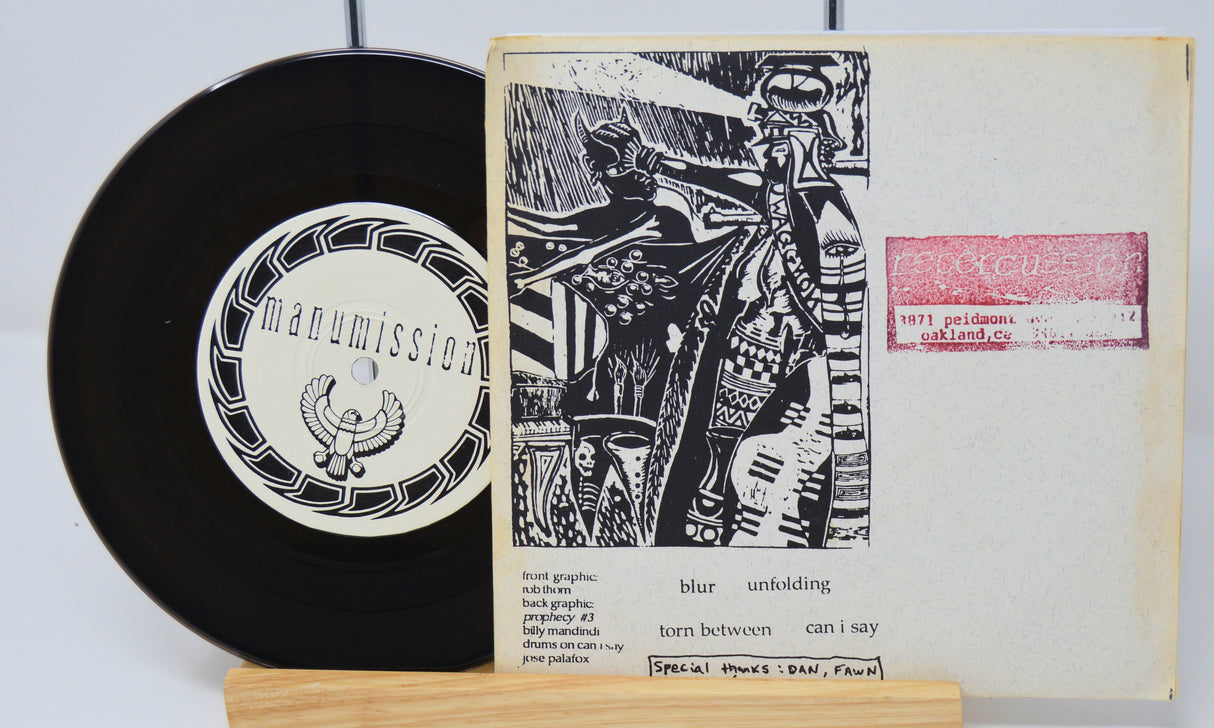 manumission
repercussion
3871 peidmont
oakland,ca
front graphic:
rob thorn
back graphic:
prophecy #3
billy mandindi
drums on can i say
jose palafox
blur unfolding
torn between can i say
Special thanks : DAN, FAWN